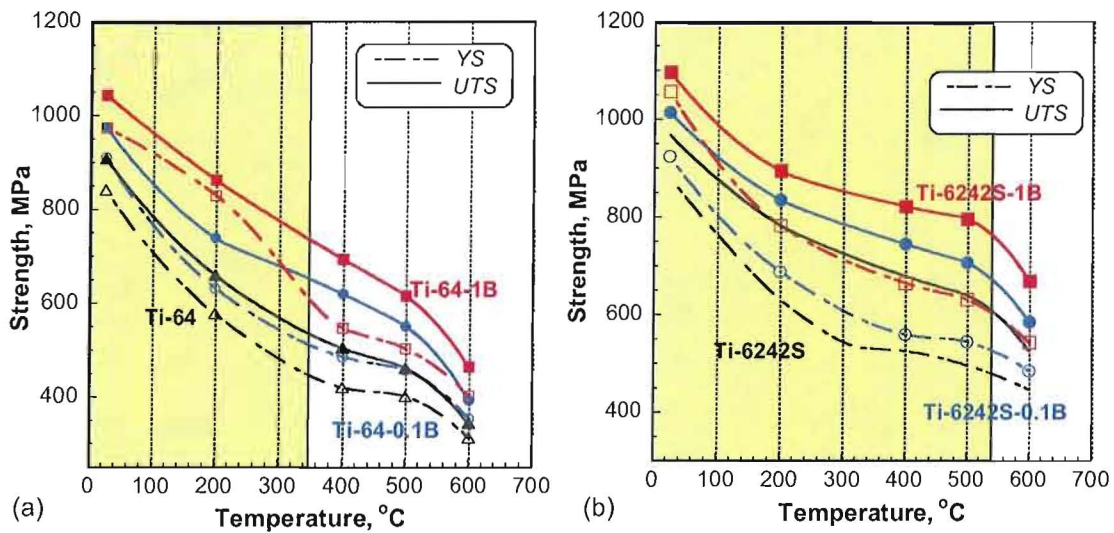 1200
1000
800
600
400
Strength, MPa
YS
UTS
Ti-64-1B
Ti-64
Ti-64-0.1B
0 100 200 300 400 500 600 700
Temperature, °C
(a)
1200
1000
800
600
400
Strength, MPa
YS
UTS
Ti-6242S-1B
Ti-6242S
Ti-6242S-0.1B
0 100 200 300 400 500 600 700
Temperature, °C
(b)